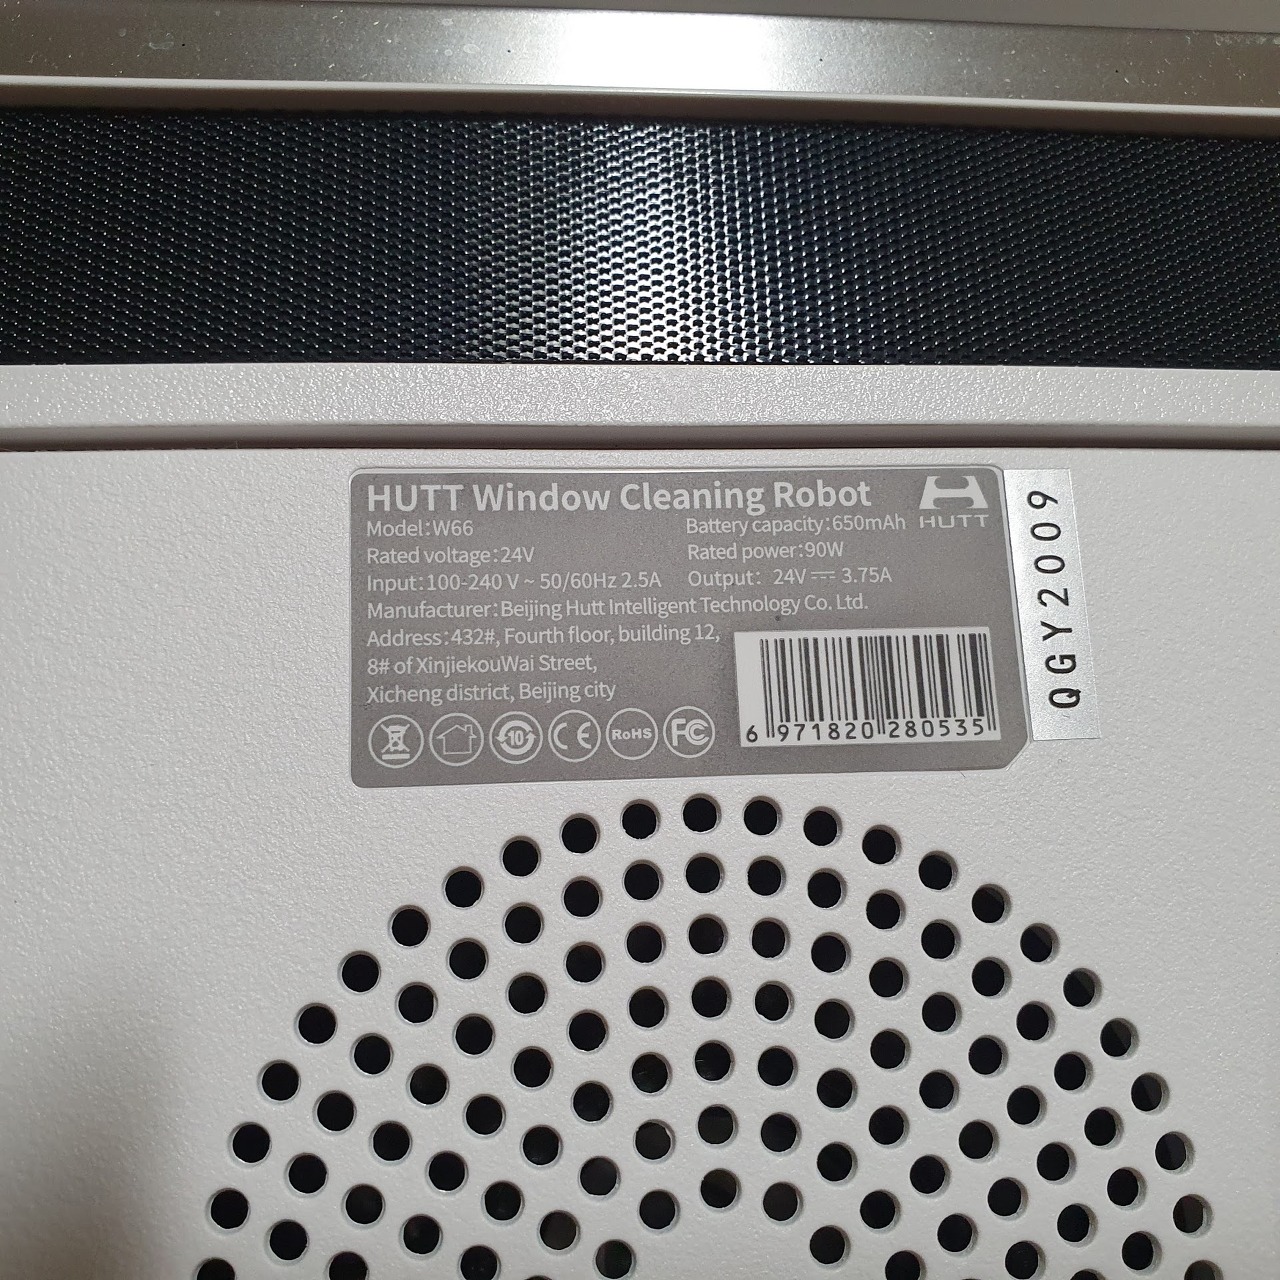 HUTT Window Cleaning Robot
HUTT
Model:W66
Battery capacity:650mAh
Rated voltage:24V
Rated power:90W
Input:100-240 V ~ 50/60Hz 2.5A
Output: 24V⎓3.75A
Manufacturer:Beijing Hutt Intelligent Technology Co. Ltd.
Address:432#, Fourth floor, building 12,
8# of XinjiekouWai Street,
Xicheng district, Beijing city
10
CE
RoHS
FC
6 971820 280535
QGY2009